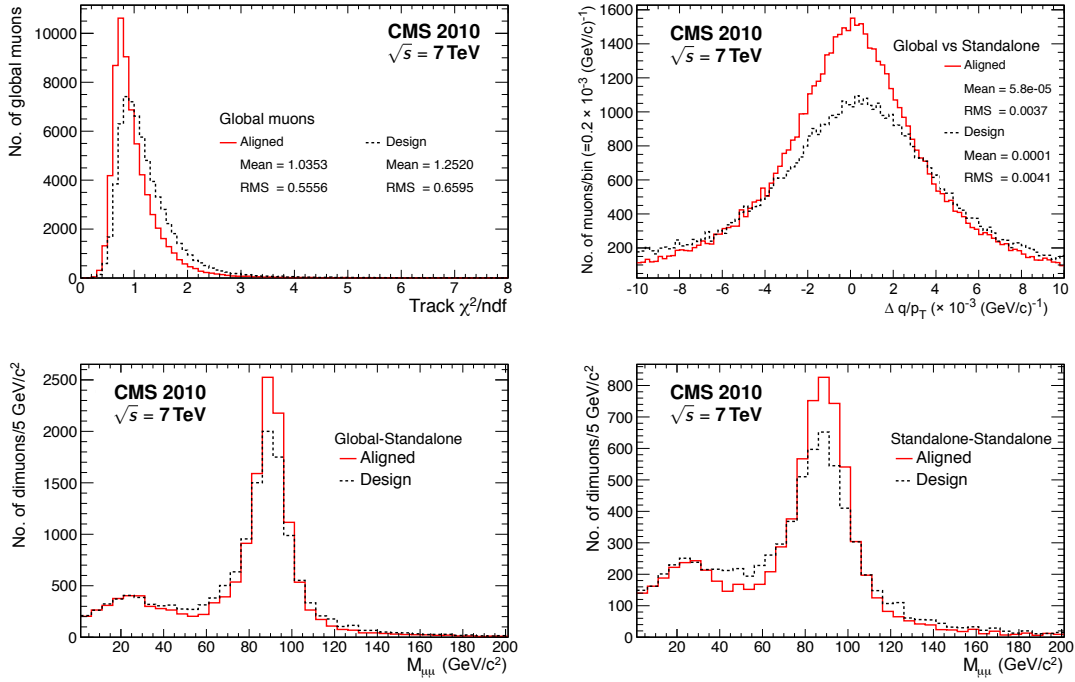 No. of global muons
10000
8000
6000
4000
2000
0
CMS 2010
√s = 7 TeV
Global muons
Aligned
Mean = 1.0353
RMS = 0.5556
Design
Mean = 1.2520
RMS = 0.6595
0 1 2 3 4 5 6 7 8
Track χ²/ndf
No. of muons/bin (=0.2 × 10⁻³ (GeV/c)⁻¹)
1600
1400
1200
1000
800
600
400
200
CMS 2010
√s = 7 TeV
Global vs Standalone
Aligned
Mean = 5.8e-05
RMS = 0.0037
Design
Mean = 0.0001
RMS = 0.0041
-10 -8 -6 -4 -2 0 2 4 6 8 10
Δ q/p_T (× 10⁻³ (GeV/c)⁻¹)
No. of dimuons/5 GeV/c²
2500
2000
1500
1000
500
0
CMS 2010
√s = 7 TeV
Global-Standalone
Aligned
Design
20 40 60 80 100 120 140 160 180 200
M_μμ (GeV/c²)
No. of dimuons/5 GeV/c²
800
700
600
500
400
300
200
100
0
CMS 2010
√s = 7 TeV
Standalone-Standalone
Aligned
Design
20 40 60 80 100 120 140 160 180 200
M_μμ (GeV/c²)